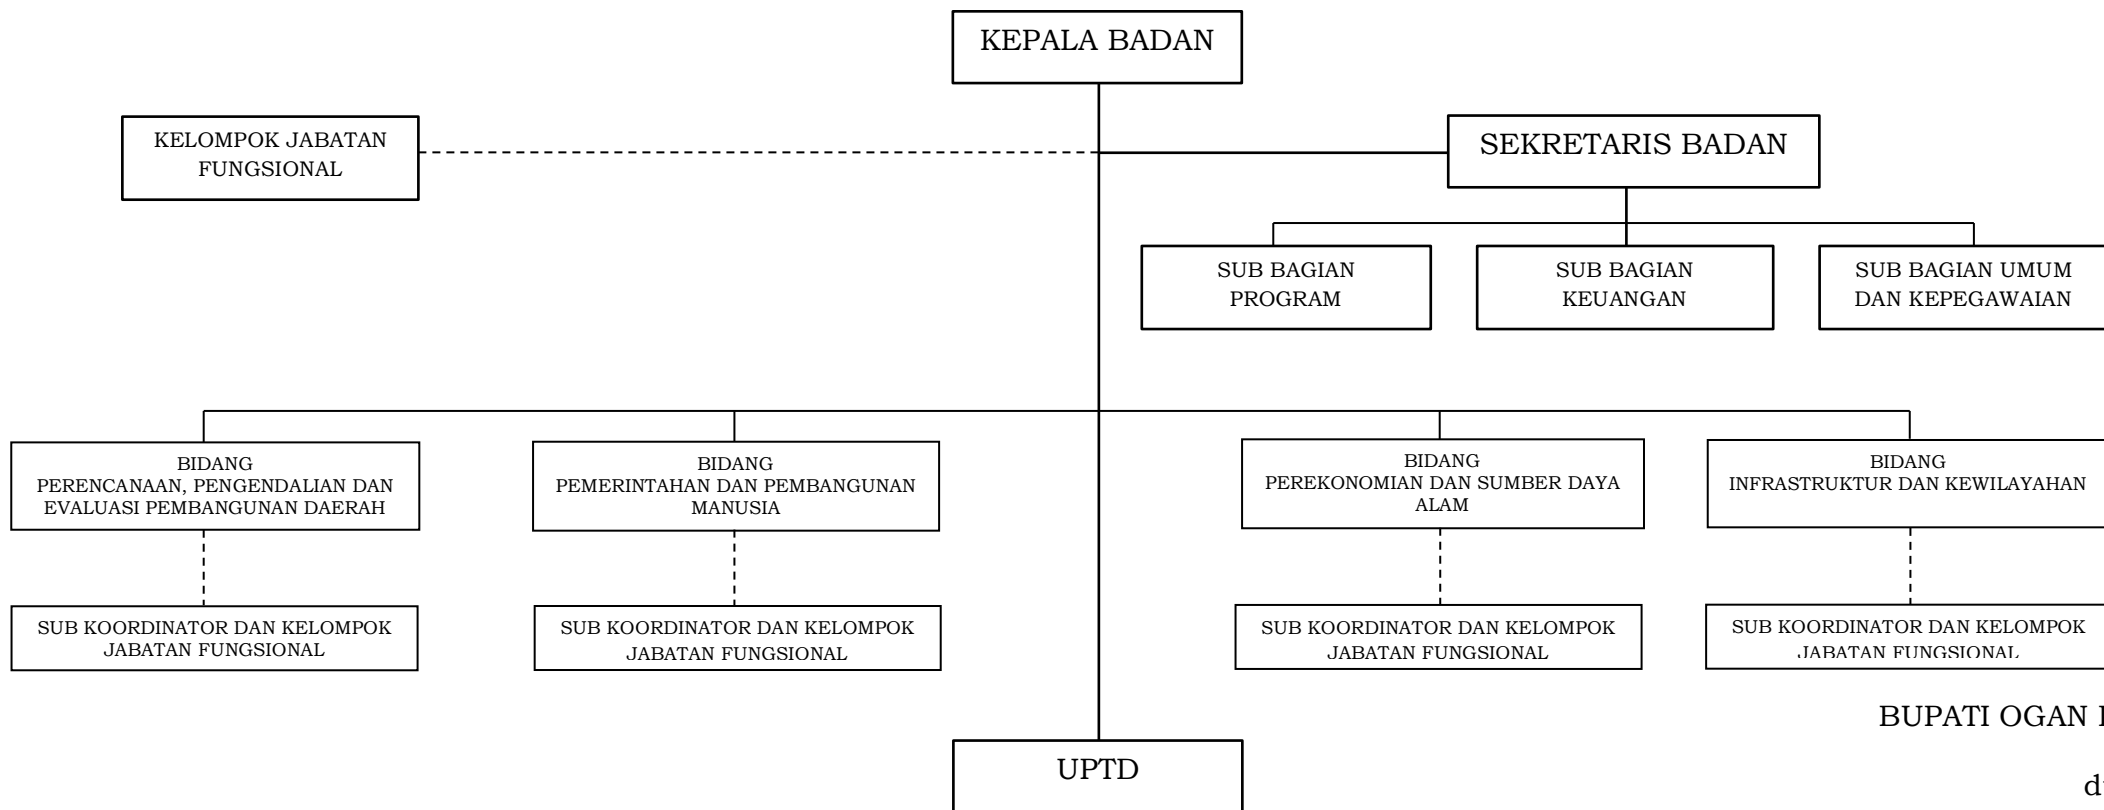 KEPALA BADAN
KELOMPOK JABATAN
FUNGSIONAL
SEKRETARIS BADAN
SUB BAGIAN
PROGRAM
SUB BAGIAN
KEUANGAN
SUB BAGIAN UMUM
DAN KEPEGAWAIAN
BIDANG
PERENCANAAN, PENGENDALIAN DAN
EVALUASI PEMBANGUNAN DAERAH
BIDANG
PEMERINTAHAN DAN PEMBANGUNAN
MANUSIA
BIDANG
PEREKONOMIAN DAN SUMBER DAYA
ALAM
BIDANG
INFRASTRUKTUR DAN KEWILAYAHAN
SUB KOORDINATOR DAN KELOMPOK
JABATAN FUNGSIONAL
SUB KOORDINATOR DAN KELOMPOK
JABATAN FUNGSIONAL
SUB KOORDINATOR DAN KELOMPOK
JABATAN FUNGSIONAL
SUB KOORDINATOR DAN KELOMPOK
JABATAN FUNGSIONAL
BUPATI OGAN
UPTD